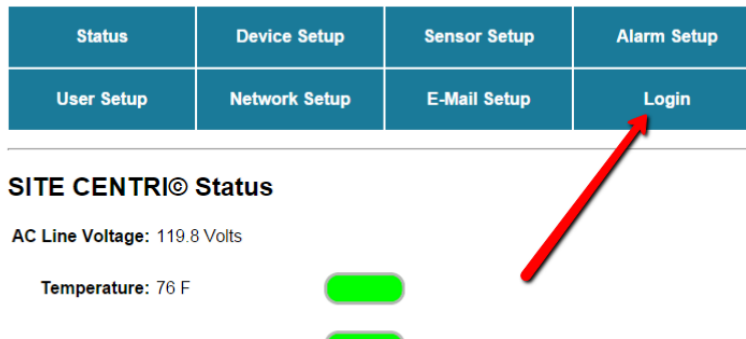 Status Device Setup Sensor Setup Alarm Setup
User Setup Network Setup E-Mail Setup Login
SITE CENTRI© Status
AC Line Voltage: 119.8 Volts
Temperature: 76 F